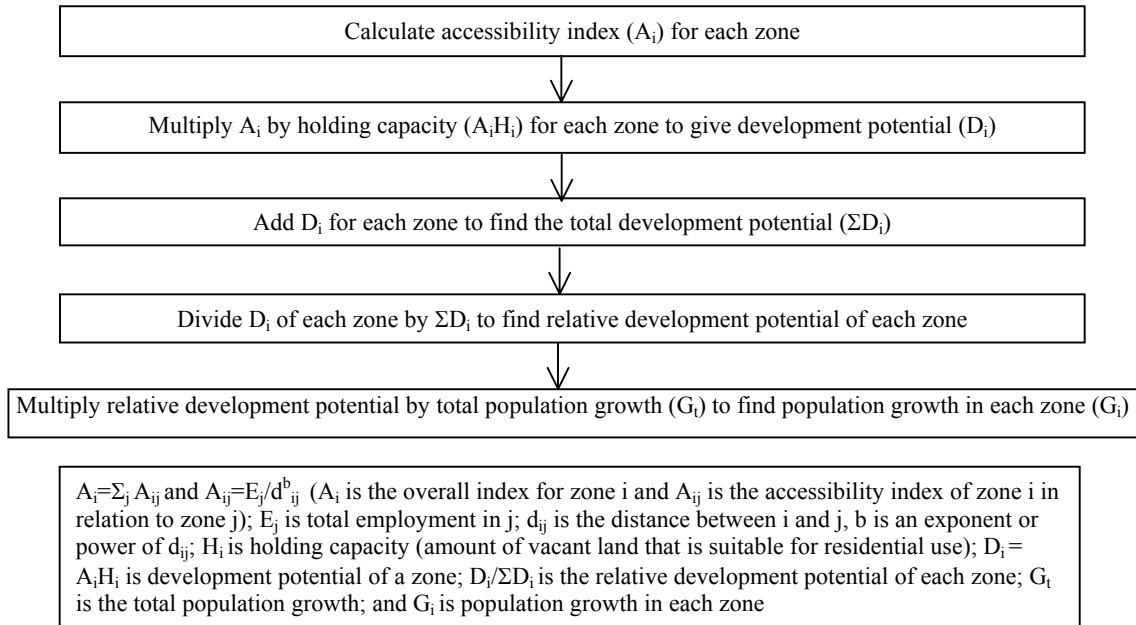 Calculate accessibility index (Aᵢ) for each zone
Multiply Aᵢ by holding capacity (AᵢHᵢ) for each zone to give development potential (Dᵢ)
Add Dᵢ for each zone to find the total development potential (ΣDᵢ)
Divide Dᵢ of each zone by ΣDᵢ to find relative development potential of each zone
Multiply relative development potential by total population growth (Gₜ) to find population growth in each zone (Gᵢ)
Aᵢ=Σⱼ Aᵢⱼ and Aᵢⱼ=Eⱼ/dᵇᵢⱼ (Aᵢ is the overall index for zone i and Aᵢⱼ is the accessibility index of zone i in
relation to zone j); Eⱼ is total employment in j; dᵢⱼ is the distance between i and j, b is an exponent or
power of dᵢⱼ; Hᵢ is holding capacity (amount of vacant land that is suitable for residential use); Dᵢ =
AᵢHᵢ is development potential of a zone; Dᵢ/ΣDᵢ is the relative development potential of each zone; Gₜ
is the total population growth; and Gᵢ is population growth in each zone